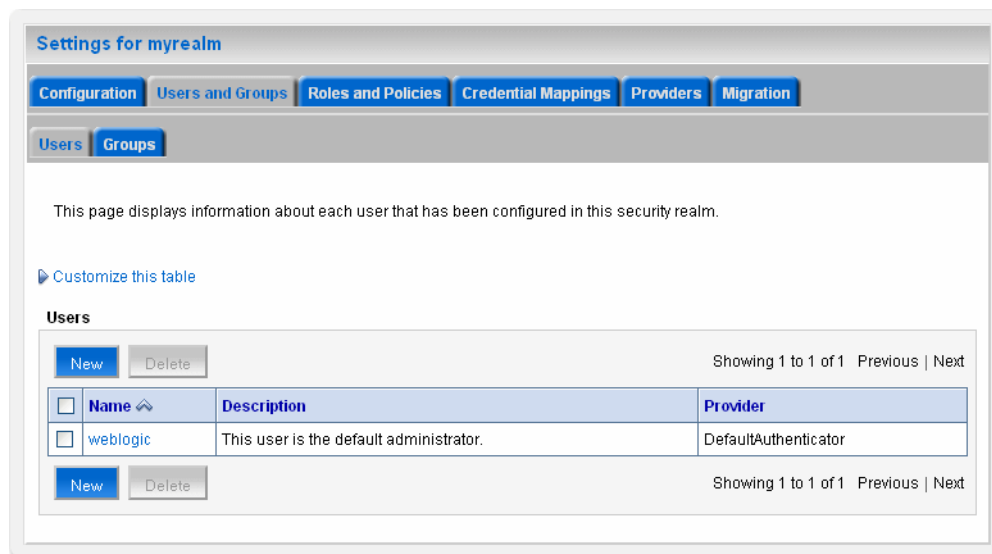 Settings for myrealm
Configuration Users and Groups Roles and Policies Credential Mappings Providers Migration
Users Groups
This page displays information about each user that has been configured in this security realm.
Customize this table
Users
New Delete Showing 1 to 1 of 1 Previous | Next
Name Description Provider
weblogic This user is the default administrator. DefaultAuthenticator
New Delete Showing 1 to 1 of 1 Previous | Next